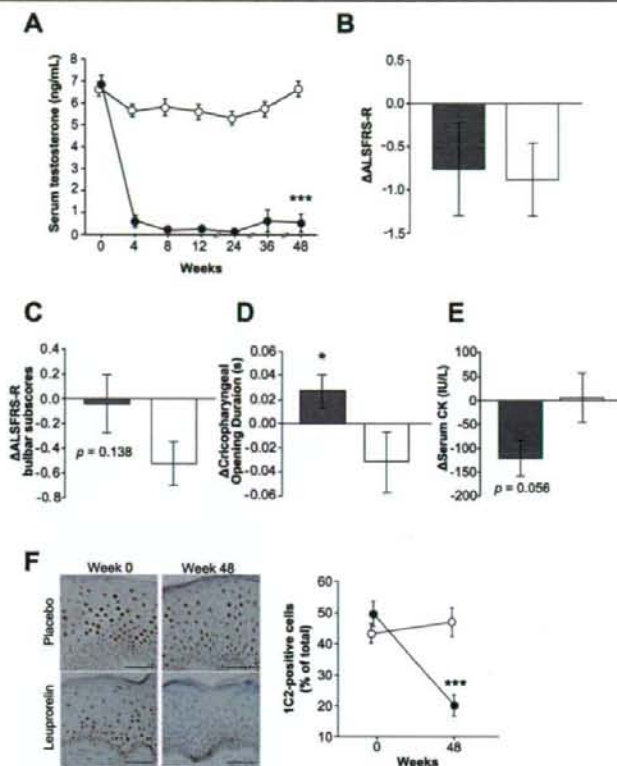 A
Serum testosterone (ng/mL)
8
7
6
5
4
3
2
1
0
***
0 4 8 12 24 36 48
Weeks
B
ΔALSFRS-R
0.5
0.0
-0.5
-1.0
-1.5
C
ΔALSFRS-R
bulbar subscores
0.4
0.2
0.0
-0.2
-0.4
-0.6
-0.8
p = 0.138
D
ΔCricopharyngeal
Opening Duraion (s)
0.06
0.04
0.02
0.00
-0.02
-0.04
-0.06
*
E
ΔSerum CK (IU/L)
100
50
0
-50
-100
-150
-200
p = 0.056
F
Week 0 Week 48
Placebo
Leuprorelin
1C2-positive cells
(% of total)
60
50
40
30
20
10
***
0 48
Weeks